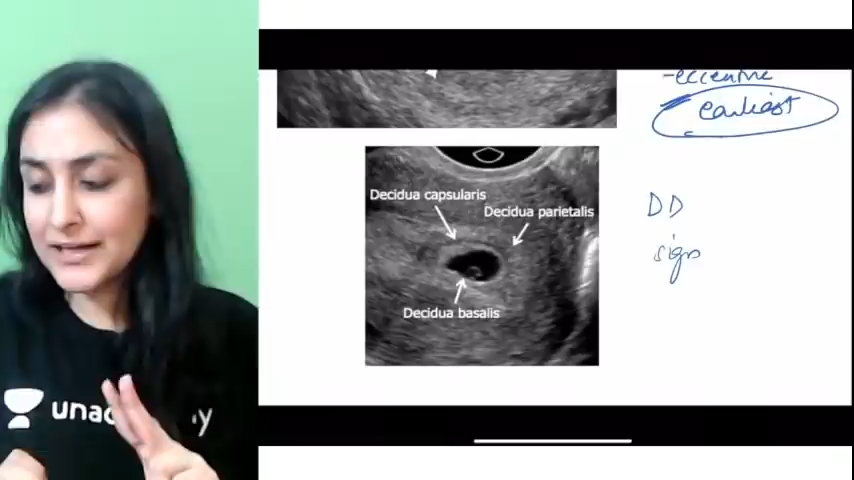 -eccentric
earliest
Decidua capsularis
Decidua parietalis
DD
sign
Decidua basalis
unac y